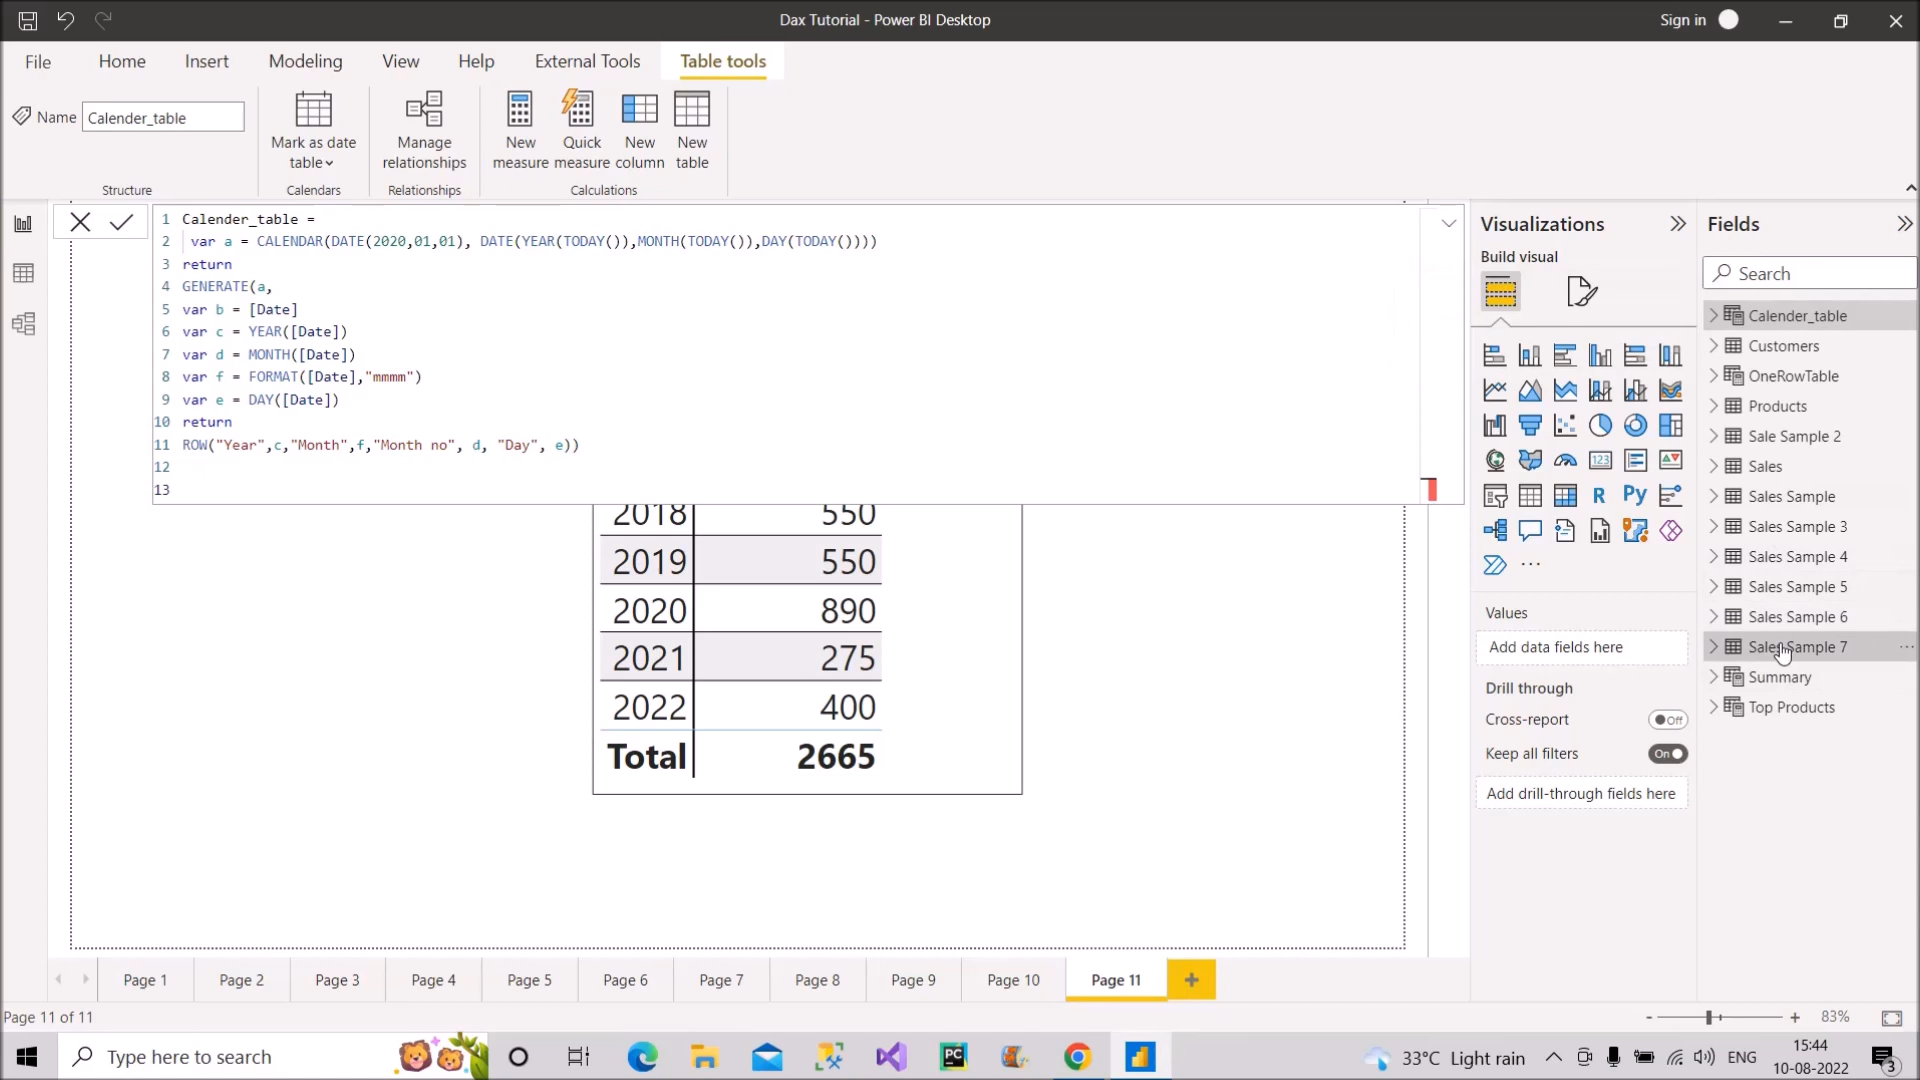 Dax Tutorial - Power BI Desktop
Sign in
File
Home
Insert
Modeling
View
Help
External Tools
Table tools
Name
Calender_table
Mark as date
table
Manage
relationships
New
measure
Quick
measure
New
column
New
table
Structure
Calendars
Relationships
Calculations
1 Calender_table =
2 var a = CALENDAR(DATE(2020,01,01), DATE(YEAR(TODAY()),MONTH(TODAY()),DAY(TODAY())))
3 return
4 GENERATE(a,
5 var b = [Date]
6 var c = YEAR([Date])
7 var d = MONTH([Date])
8 var f = FORMAT([Date],"mmmm")
9 var e = DAY([Date])
10 return
11 ROW("Year",c,"Month",f,"Month no", d, "Day", e))
12
13
2018 550
2019 550
2020 890
2021 275
2022 400
Total 2665
Visualizations
Build visual
123
R
Py
Values
Add data fields here
Drill through
Cross-report
Off
Keep all filters
On
Add drill-through fields here
Fields
Search
Calender_table
Customers
OneRowTable
Products
Sale Sample 2
Sales
Sales Sample
Sales Sample 3
Sales Sample 4
Sales Sample 5
Sales Sample 6
Sales Sample 7
Summary
Top Products
Page 1
Page 2
Page 3
Page 4
Page 5
Page 6
Page 7
Page 8
Page 9
Page 10
Page 11
Page 11 of 11
83%
Type here to search
PC
33°C Light rain
ENG
15:44
10-08-2022
3